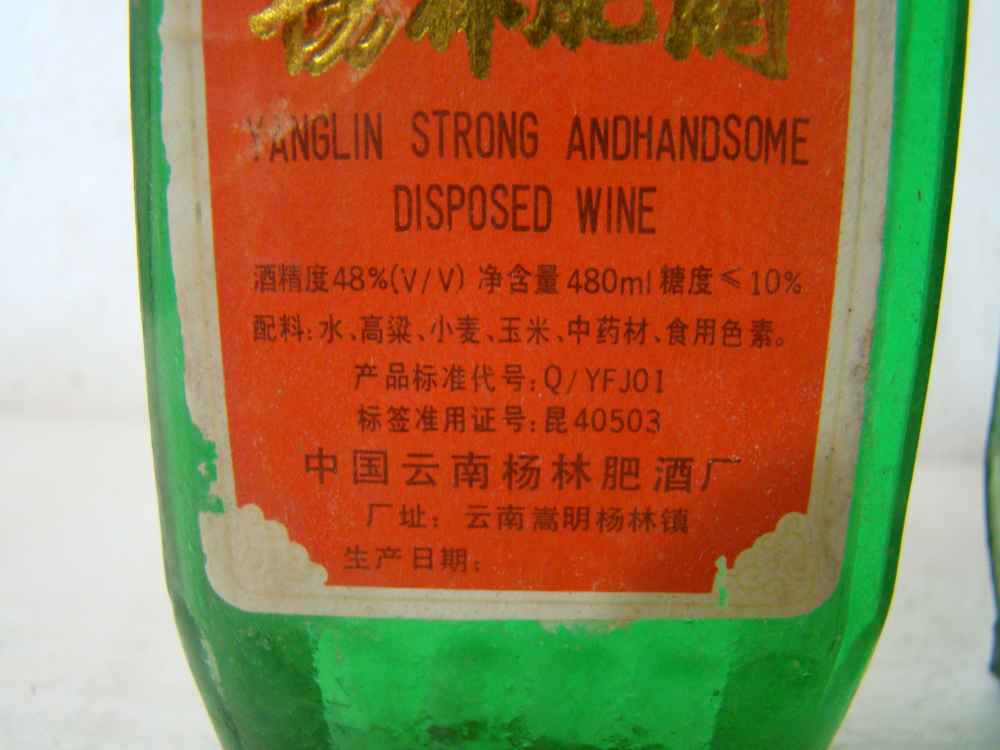 杨林肥酒
YANGLIN STRONG ANDHANDSOME
DISPOSED WINE
酒精度48%(V/V) 净含量480ml 糖度≤10%
配料:水、高粱、小麦、玉米、中药材、食用色素。
产品标准代号:Q/YFJ01
标签准用证号:昆40503
中国云南杨林肥酒厂
厂址: 云南嵩明杨林镇
生产日期: